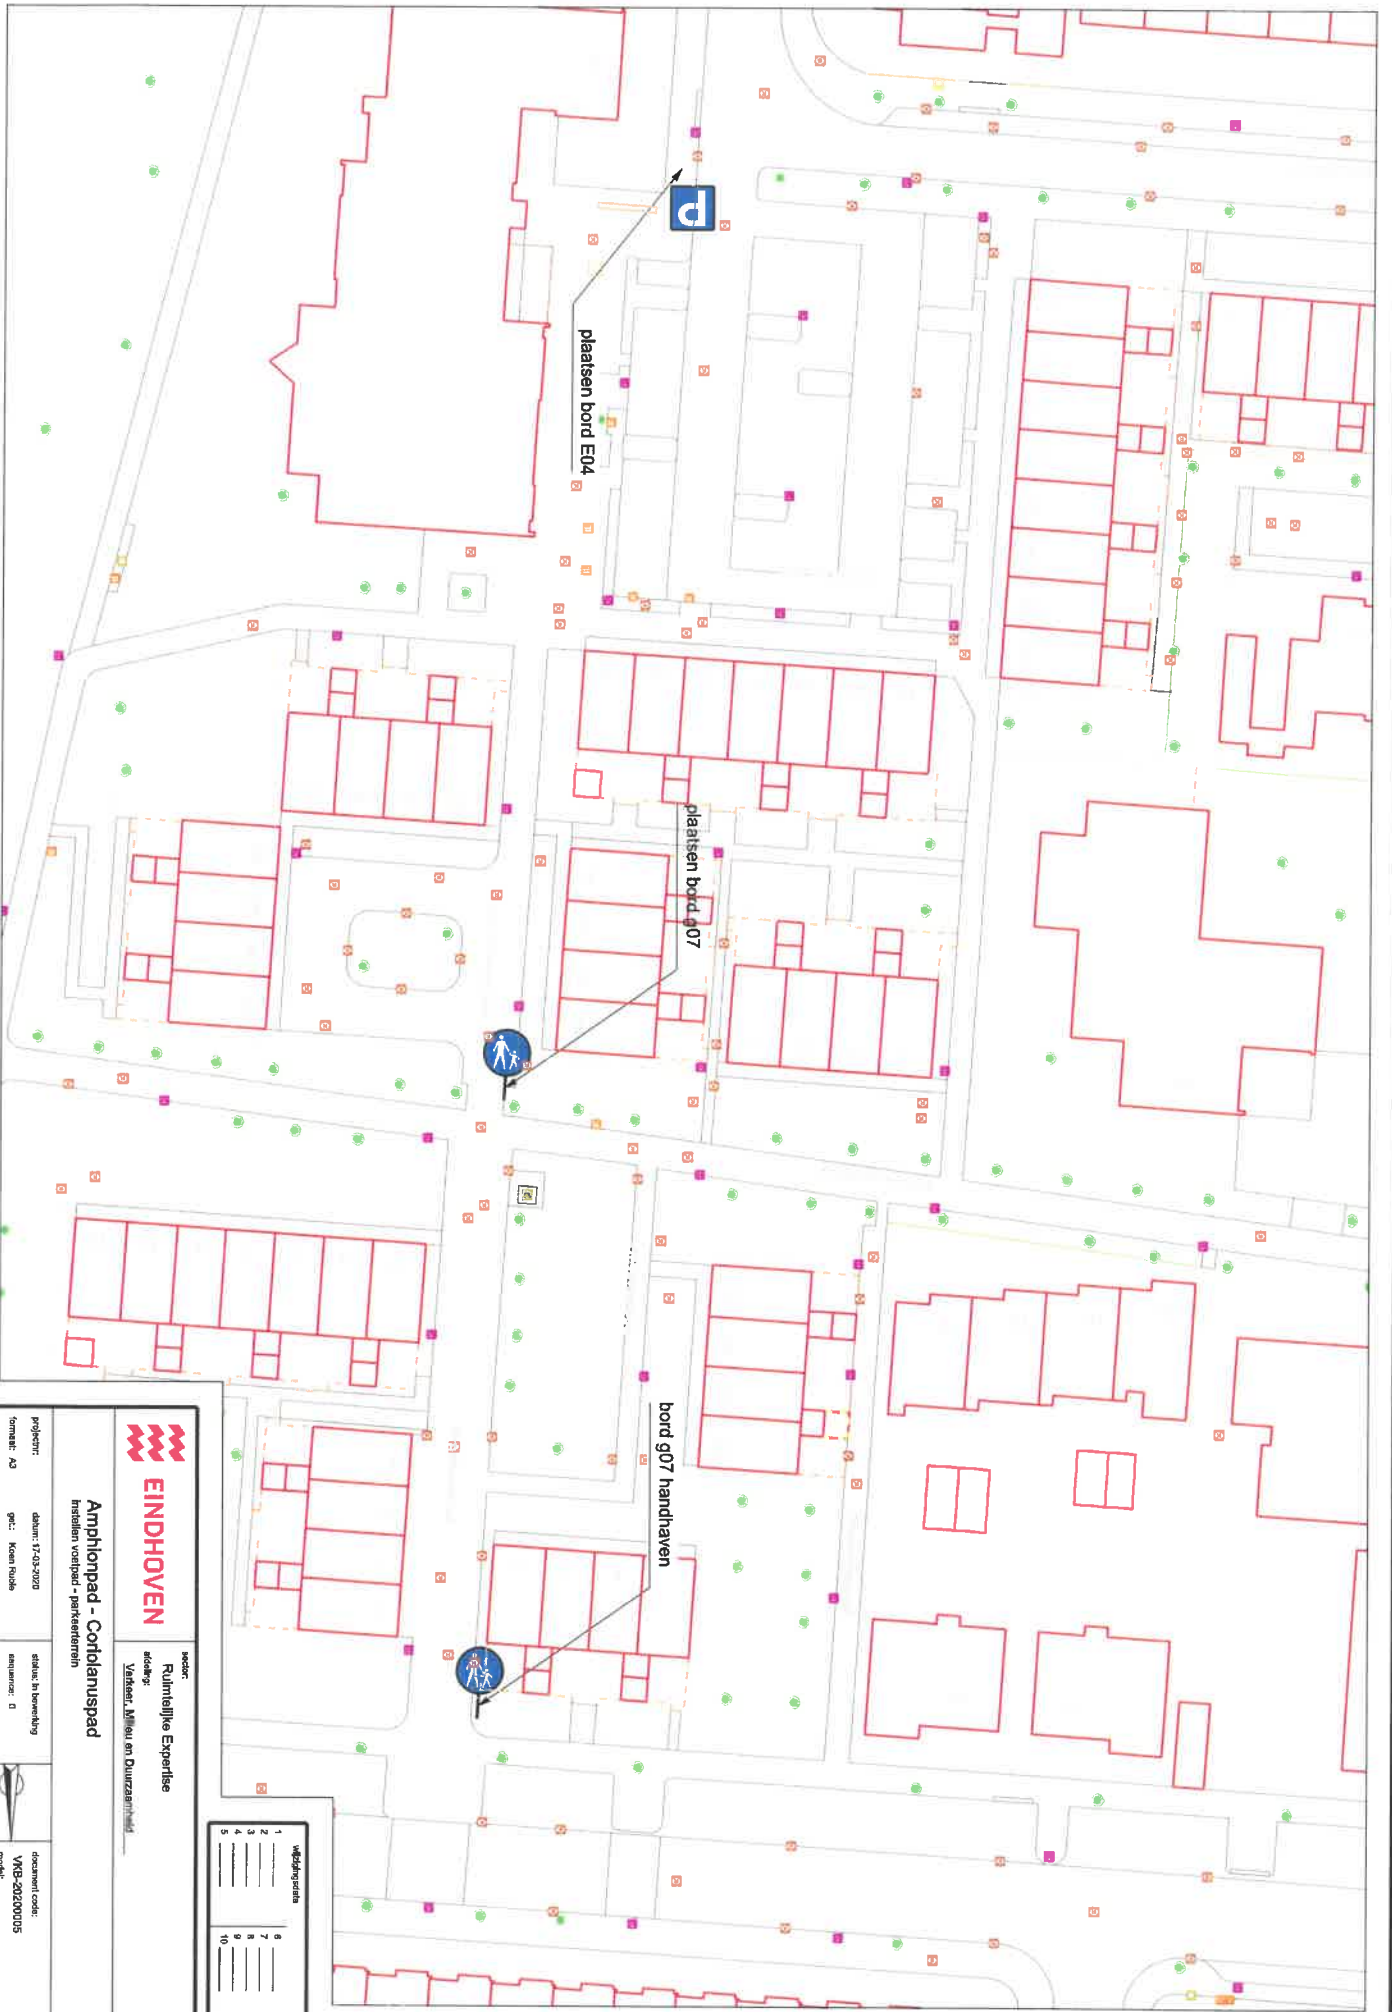 plaatsen bord E04
plaatsen bord g07
bord g07 handhaven
wijzigingsdata
1
2
3
4
5
6
7
8
9
10
EINDHOVEN
sector:
Ruimtelijke Expertise
afdeling:
Verkeer, Milieu en Duurzaamheid
Amphionpad - Coriolanuspad
instellen voetpad - parkeerterrein
projectnr:
datum: 17-03-2020
status: in bewerking
document code:
VKB-20200005
formaat: A3
get.: Koen Ruble
sequence: 0
P